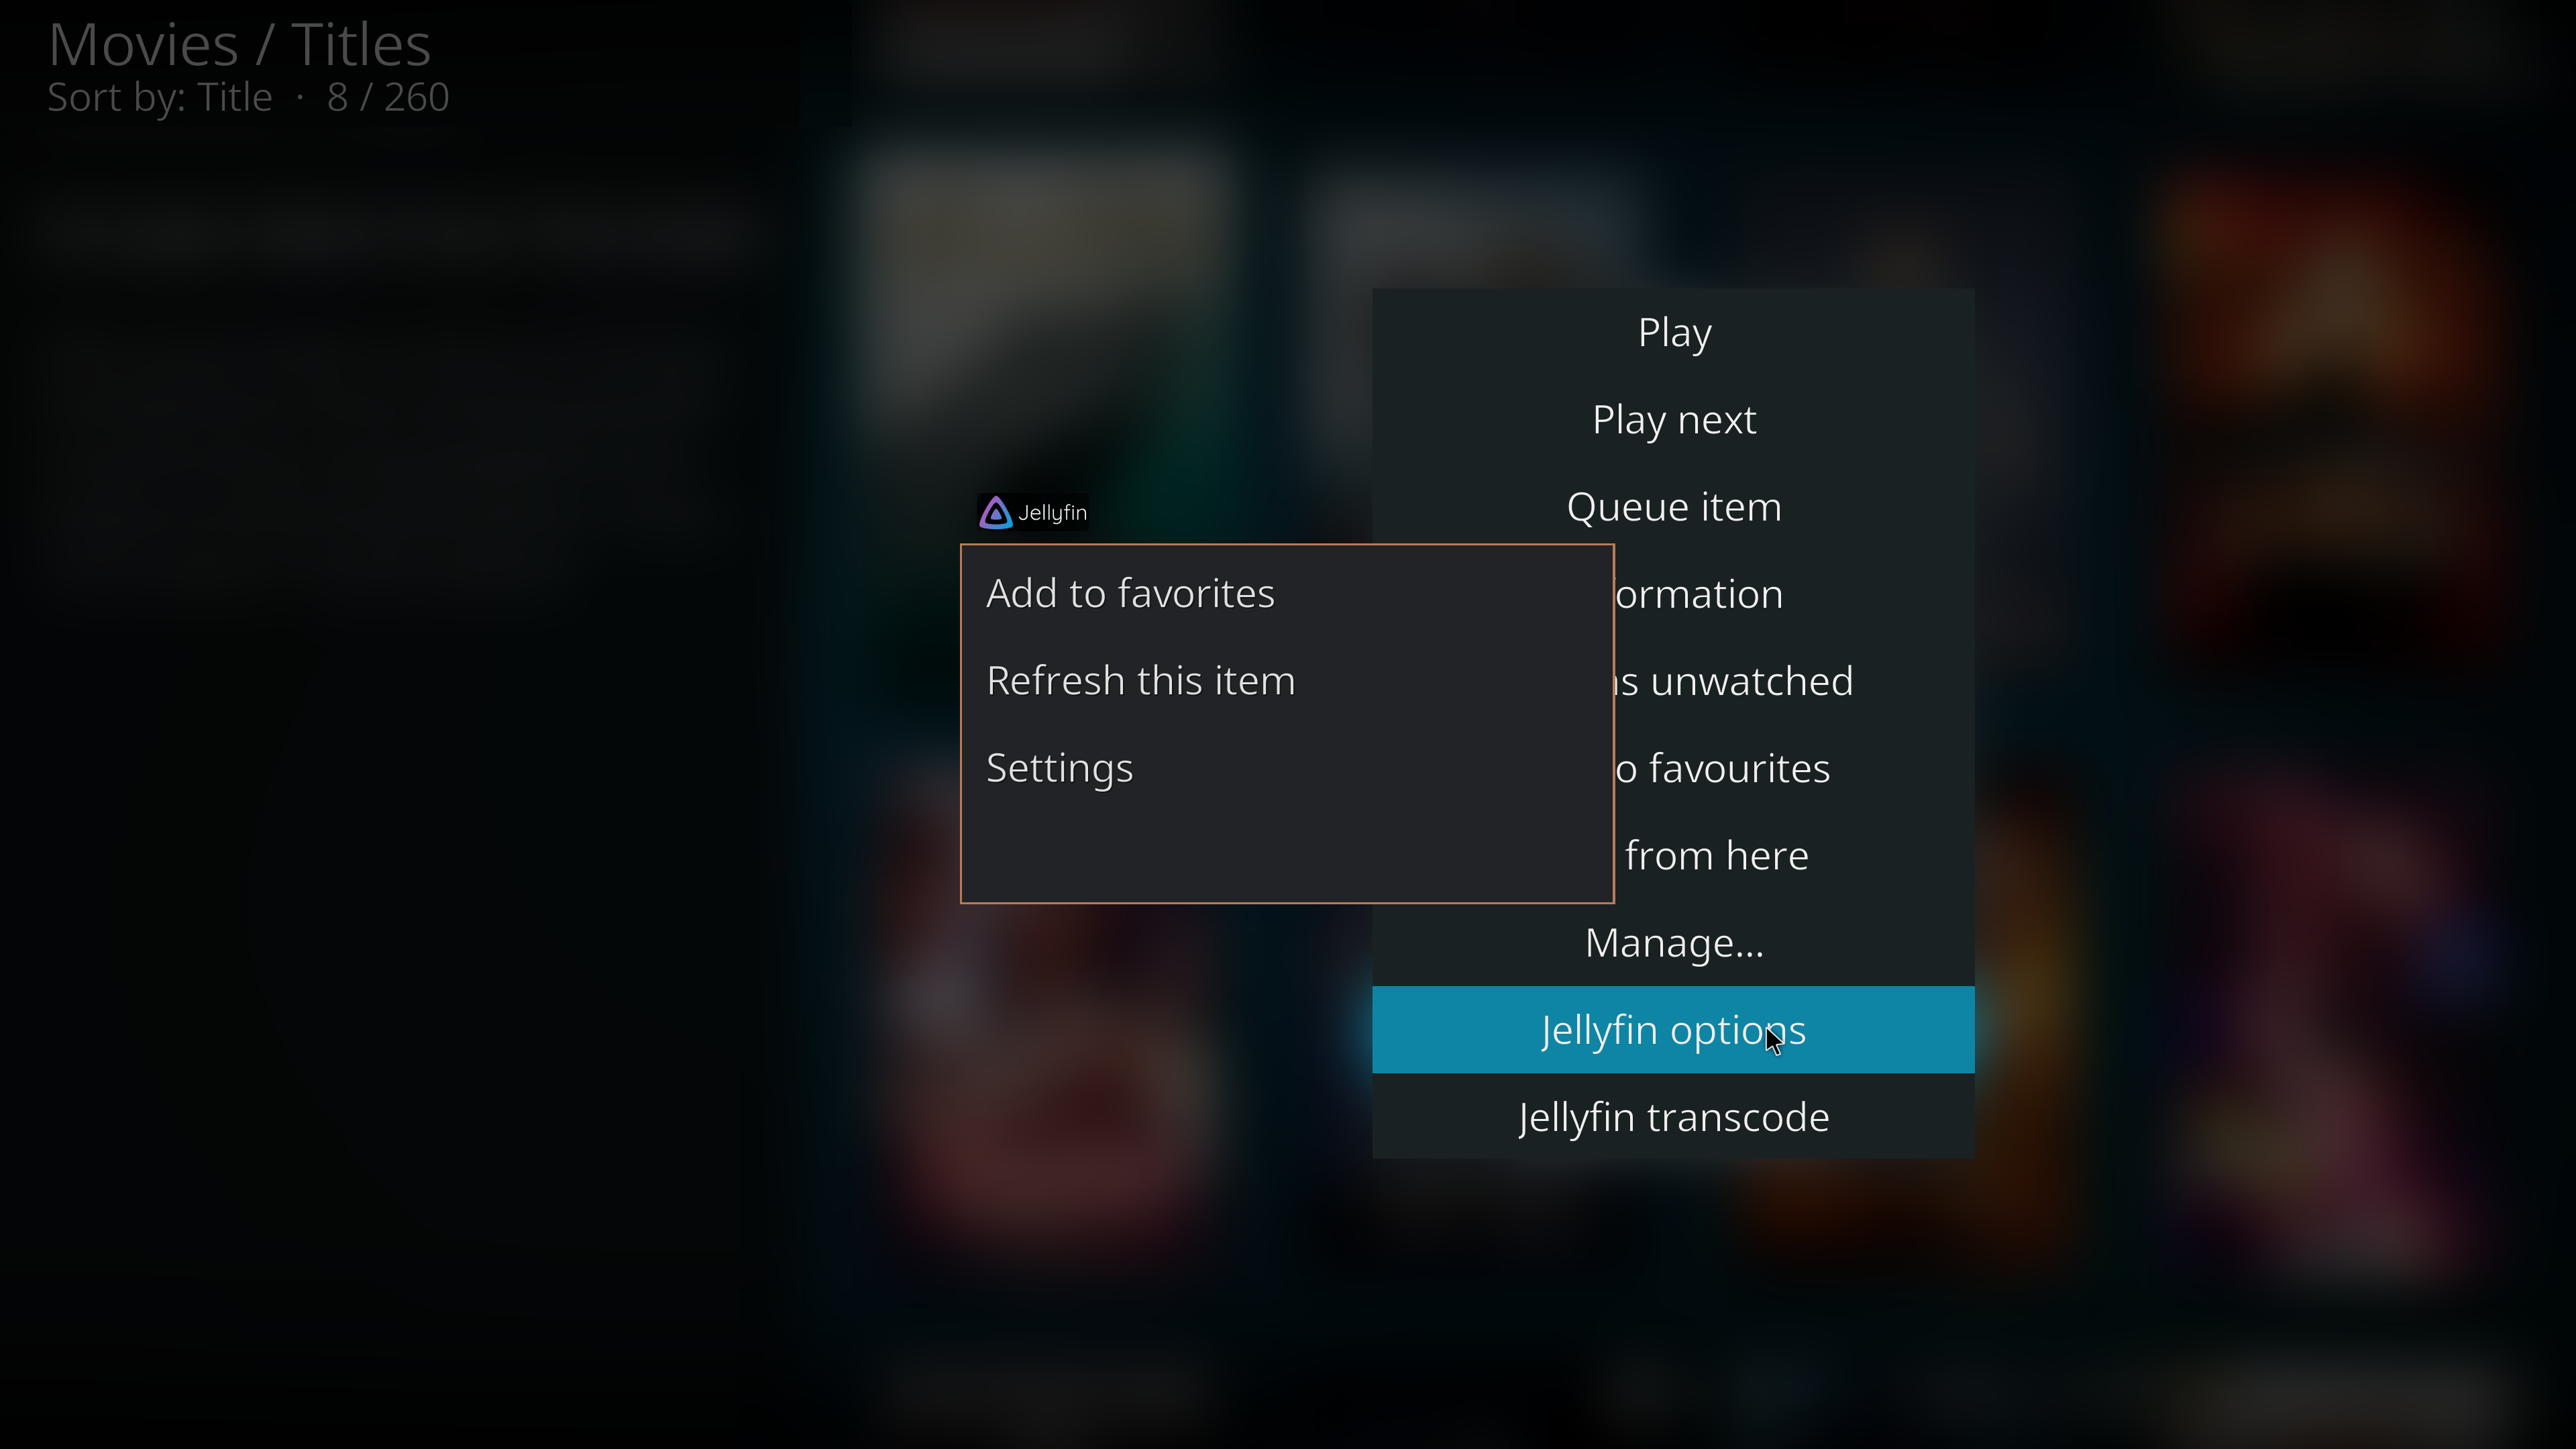 Movies / Titles
Sort by: Title · 8 / 260
Play
Play next
Queue item
Jellyfin
Add to favorites
ormation
Refresh this item
s unwatched
Settings
o favourites
from here
Manage...
Jellyfin options
Jellyfin transcode